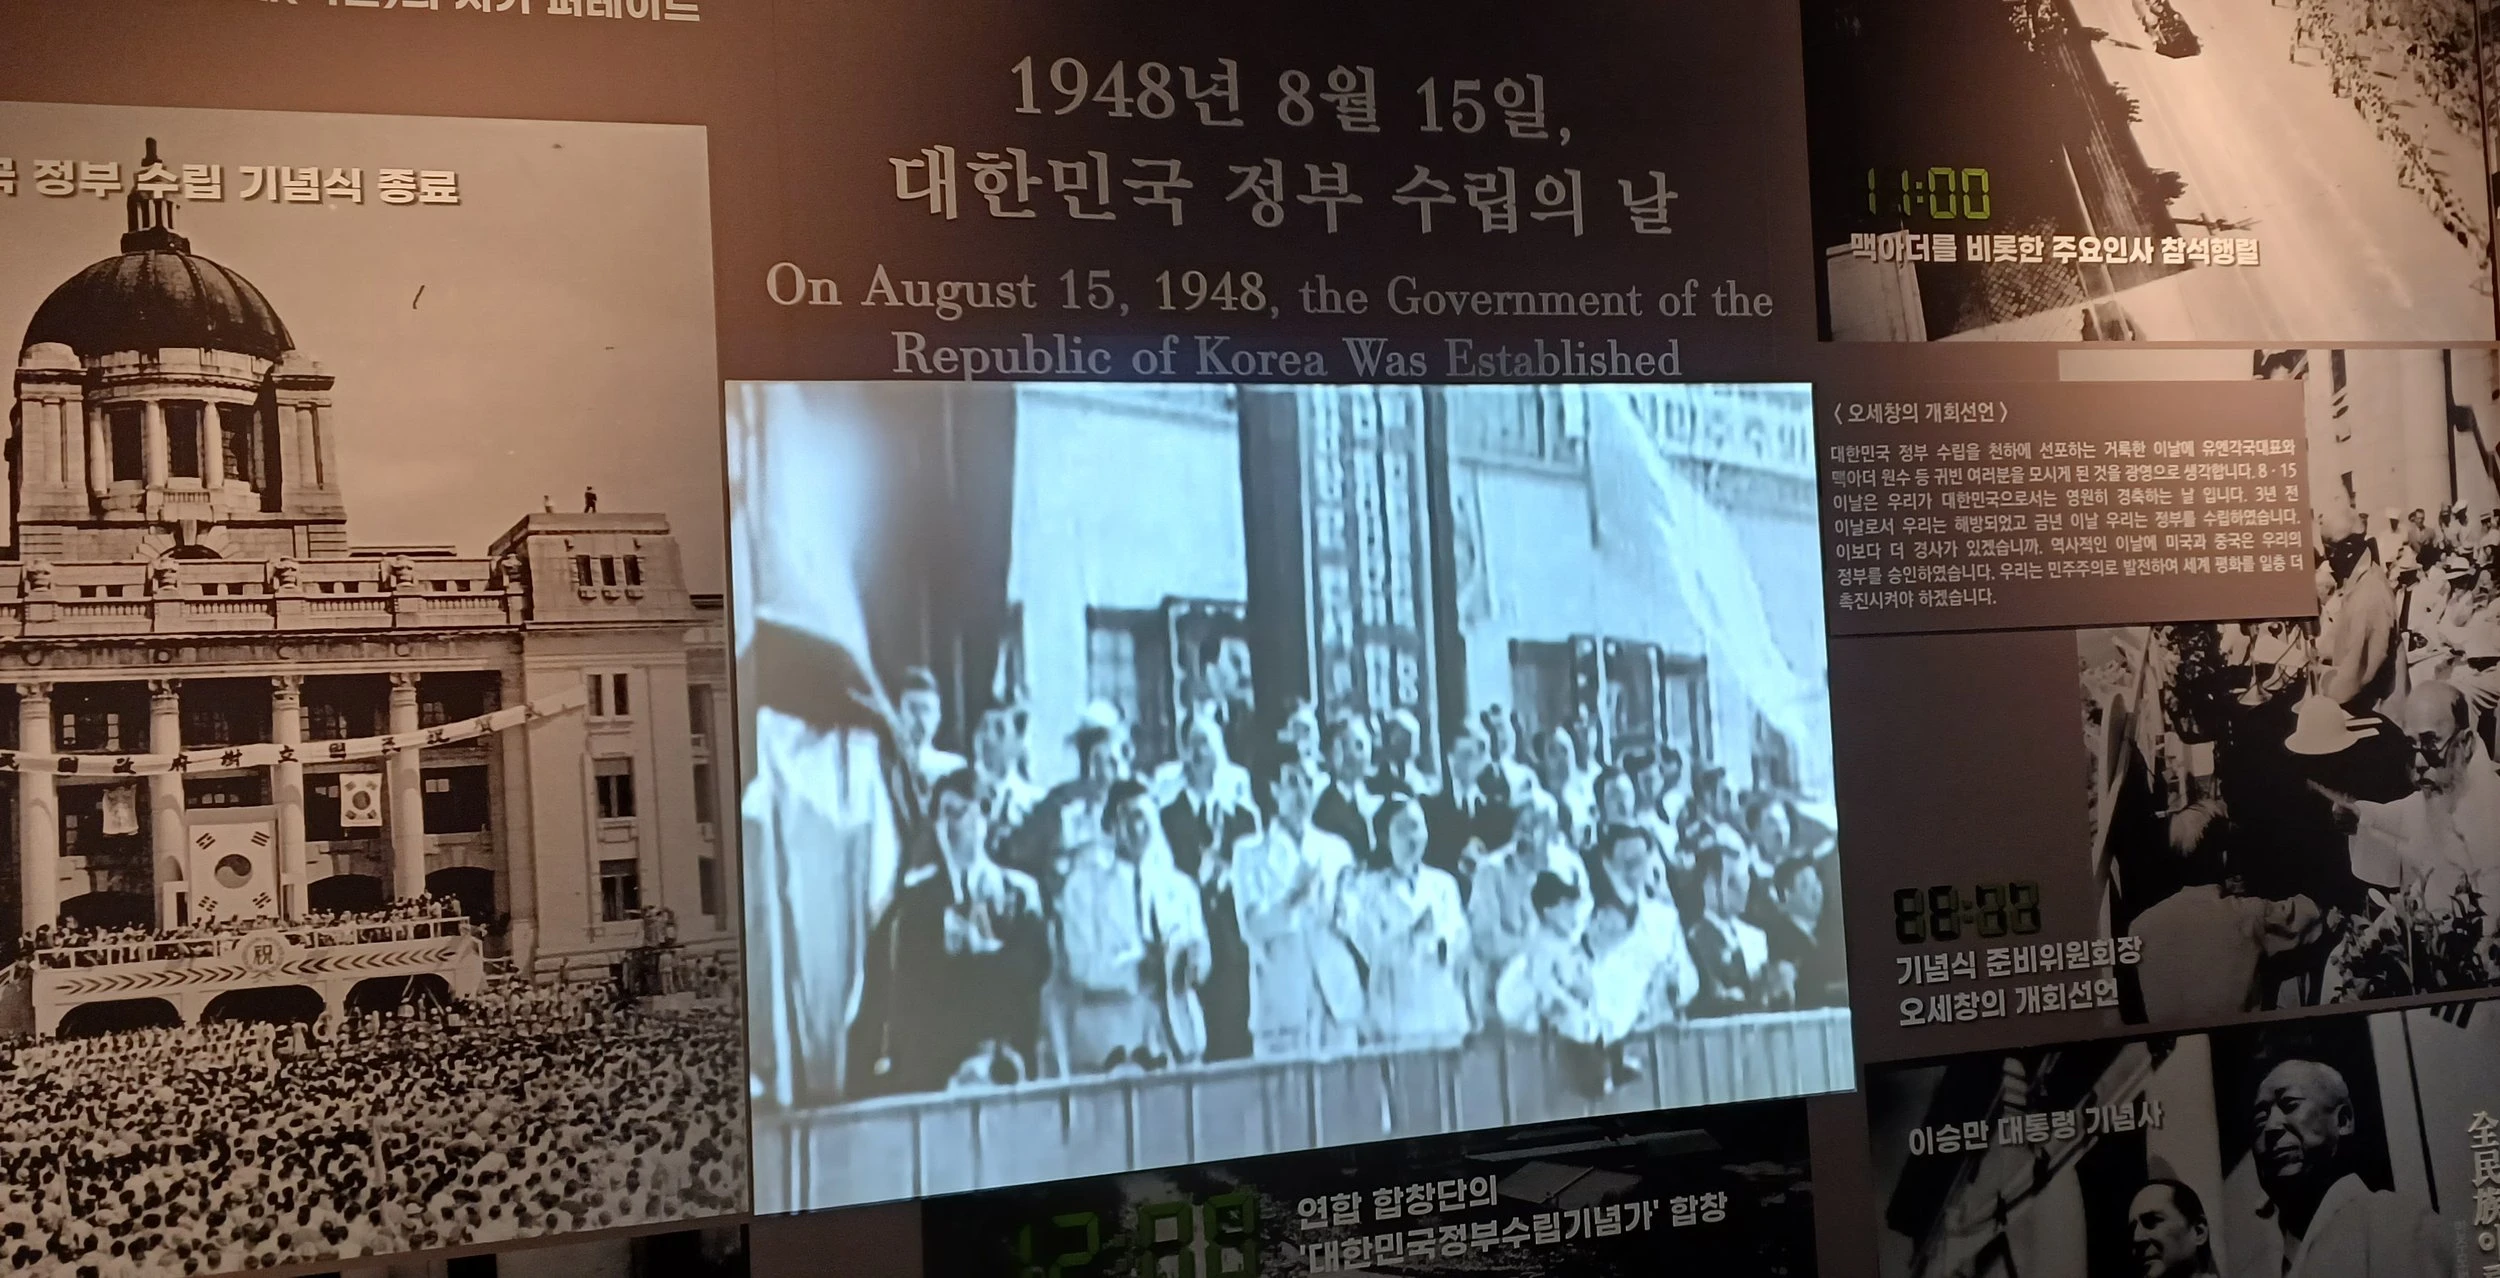 퍼레이드
정부 수립 기념식 종료
1948년 8월 15일,
대한민국 정부 수립의 날
On August 15, 1948, the Government of the
Republic of Korea Was Established
11:00
맥아더를 비롯한 주요인사 참석행렬
〈 오세창의 개회선언 〉
대한민국 정부 수립을 천하에 선포하는 거룩한 이날에 유엔각국대표와
맥아더 원수 등 귀빈 여러분을 모시게 된 것을 광영으로 생각합니다. 8 · 15
이날은 우리가 대한민국으로서는 영원히 경축하는 날 입니다. 3년 전
이날로서 우리는 해방되었고 금년 이날 우리는 정부를 수립하였습니다.
이보다 더 경사가 있겠습니까. 역사적인 이날에 미국과 중국은 우리의
정부를 승인하였습니다. 우리는 민주주의로 발전하여 세계 평화를 일층 더
촉진시켜야 하겠습니다.
政府樹立
祝
기념식 준비위원회장
오세창의 개회선언
이승만 대통령 기념사
全民族이
연합 합창단의
'대한민국정부수립기념가' 합창